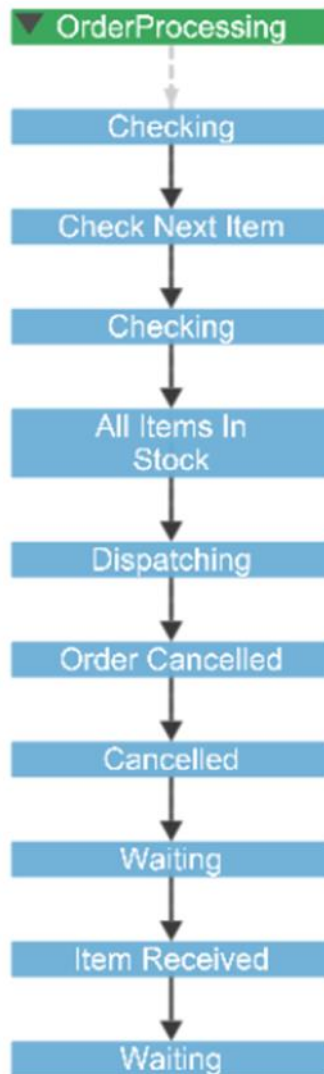 OrderProcessing
Checking
Check Next Item
Checking
All Items In
Stock
Dispatching
Order Cancelled
Cancelled
Waiting
Item Received
Waiting